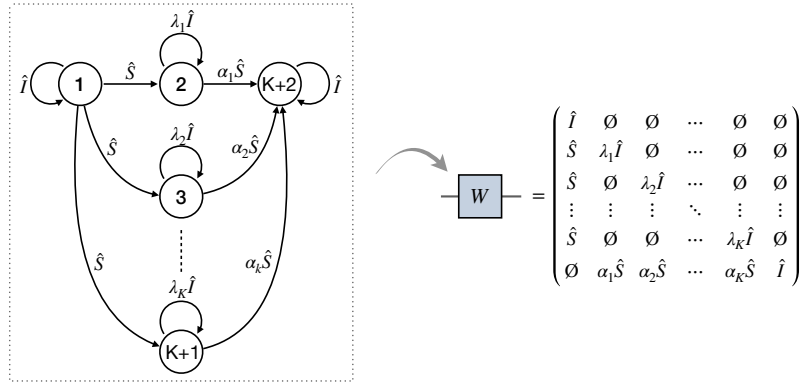 λ₁Î
Î 1 Ŝ 2 α₁Ŝ K+2 Î
λ₂Î
Ŝ 3 α₂Ŝ
λ_KÎ
Ŝ K+1 α_kŜ
W =
Î Ø Ø ⋯ Ø Ø
Ŝ λ₁Î Ø ⋯ Ø Ø
Ŝ Ø λ₂Î ⋯ Ø Ø
⋮ ⋮ ⋮ ⋱ ⋮ ⋮
Ŝ Ø Ø ⋯ λ_KÎ Ø
Ø α₁Ŝ α₂Ŝ ⋯ α_KŜ Î